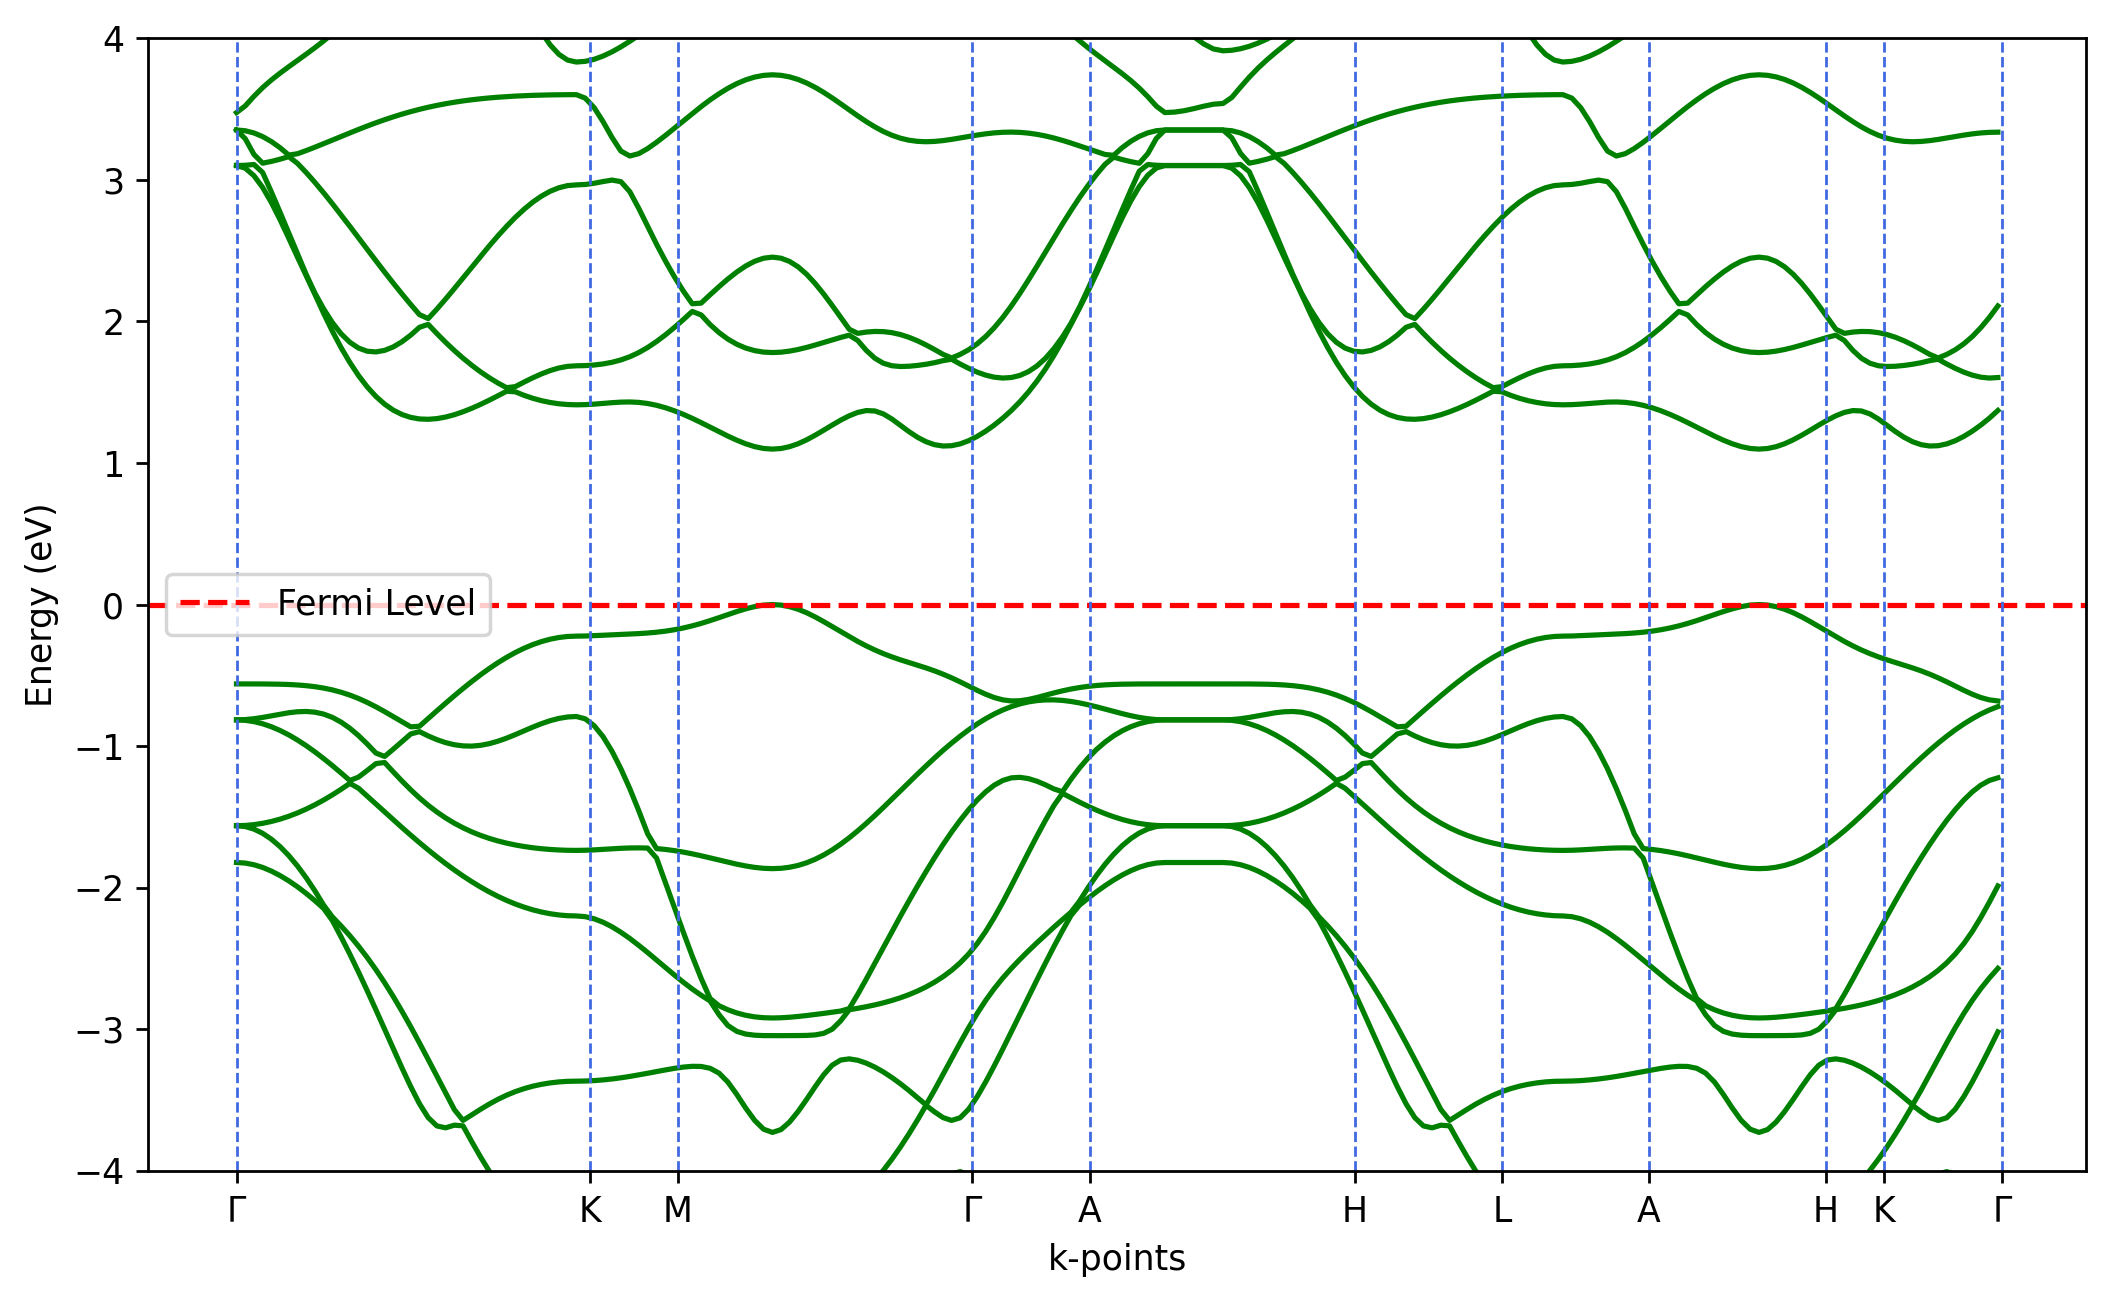 4
3
2
1
0
−1
−2
−3
−4
Energy (eV)
Fermi Level
Γ K M Γ A H L A H K Γ
k-points